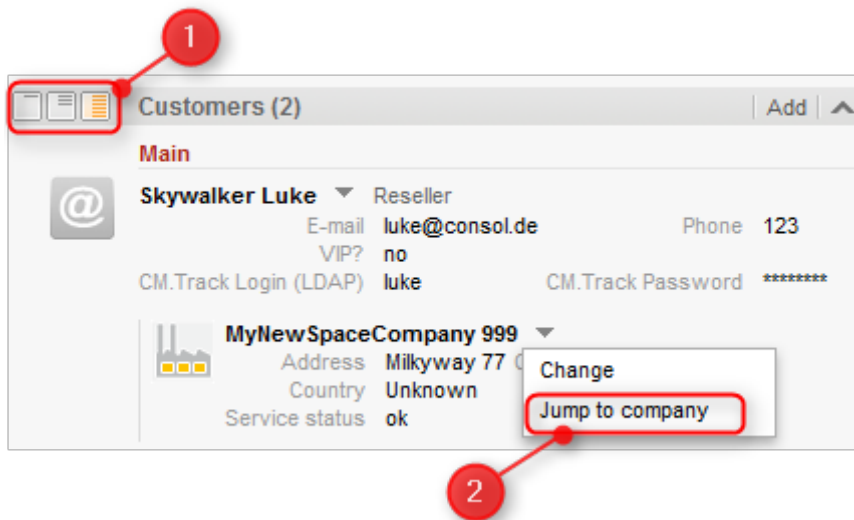 1
Customers (2) Add
Main
Skywalker Luke Reseller
E-mail luke@consol.de Phone 123
VIP? no
CM.Track Login (LDAP) luke CM.Track Password ********
MyNewSpaceCompany 999
Address Milkyway 77
Change
Country Unknown
Jump to company
Service status ok
2